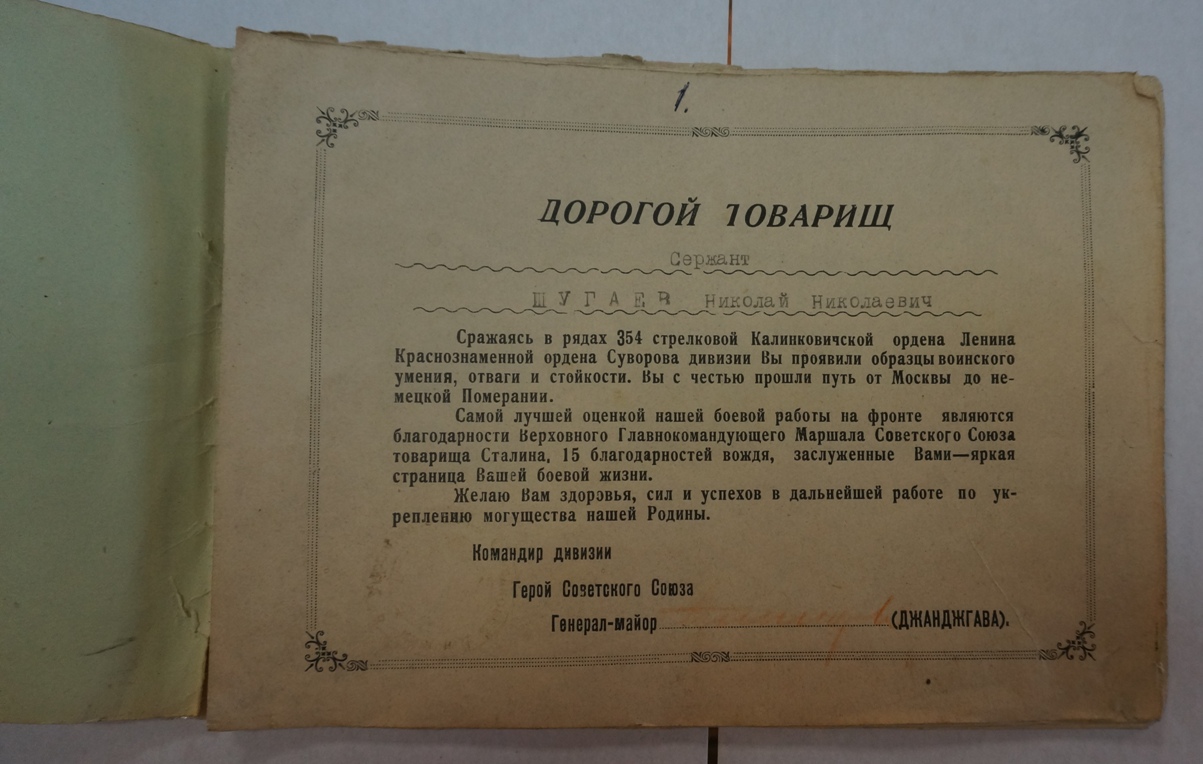 1.
ДОРОГОЙ ТОВАРИЩ
Сержант
ШУГАЕВ Николай Николаевич
Сражаясь в рядах 354 стрелковой Калинковичской ордена Ленина
Краснознаменной ордена Суворова дивизии Вы проявили образцы воинского
умения, отваги и стойкости. Вы с честью прошли путь от Москвы до не-
мецкой Померании.
Самой лучшей оценкой нашей боевой работы на фронте являются
благодарности Верховного Главнокомандующего Маршала Советского Союза
товарища Сталина. 15 благодарностей вождя, заслуженные Вами—яркая
страница Вашей боевой жизни.
Желаю Вам здоровья, сил и успехов в дальнейшей работе по ук-
реплению могущества нашей Родины.
Командир дивизии
Герой Советского Союза
Генерал-майор (ДЖАНДЖГАВА).